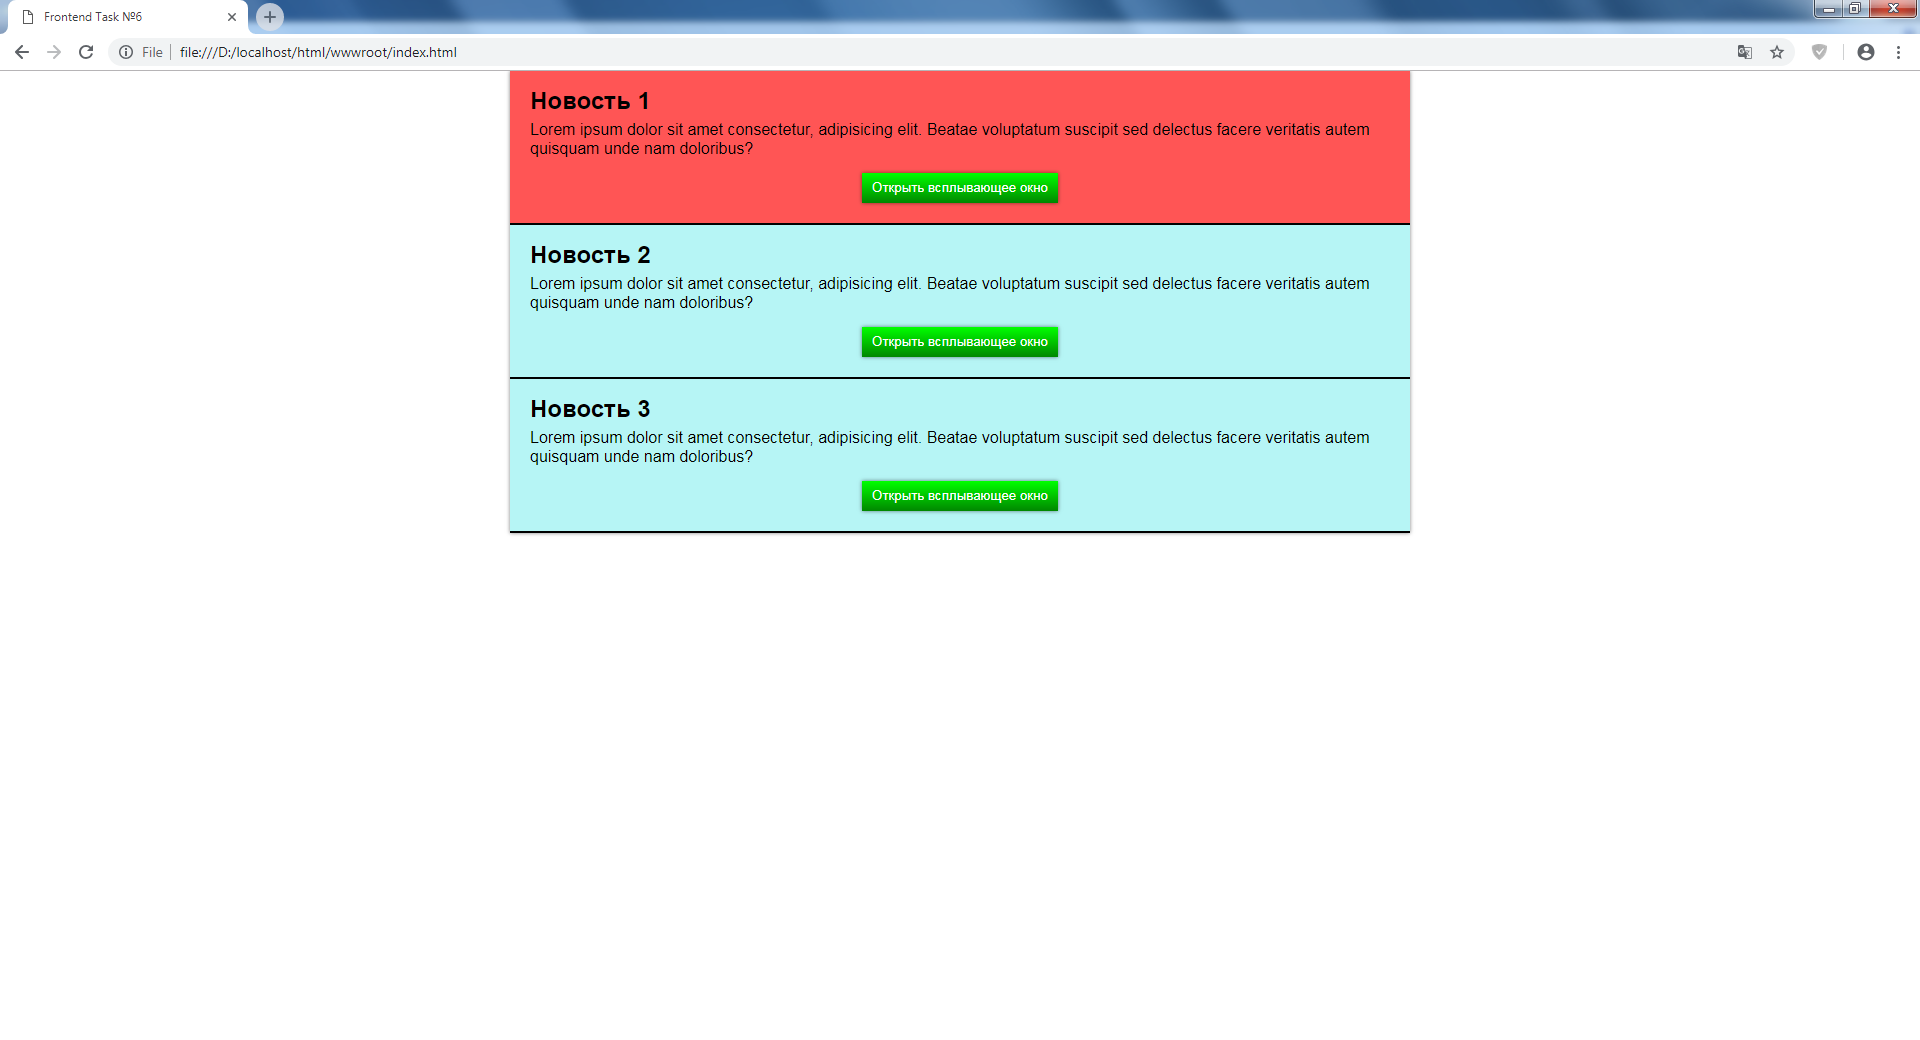 Frontend Task №6
File
file:///D:/localhost/html/wwwroot/index.html
Новость 1
Lorem ipsum dolor sit amet consectetur, adipisicing elit. Beatae voluptatum suscipit sed delectus facere veritatis autem
quisquam unde nam doloribus?
Открыть всплывающее окно
Новость 2
Lorem ipsum dolor sit amet consectetur, adipisicing elit. Beatae voluptatum suscipit sed delectus facere veritatis autem
quisquam unde nam doloribus?
Открыть всплывающее окно
Новость 3
Lorem ipsum dolor sit amet consectetur, adipisicing elit. Beatae voluptatum suscipit sed delectus facere veritatis autem
quisquam unde nam doloribus?
Открыть всплывающее окно